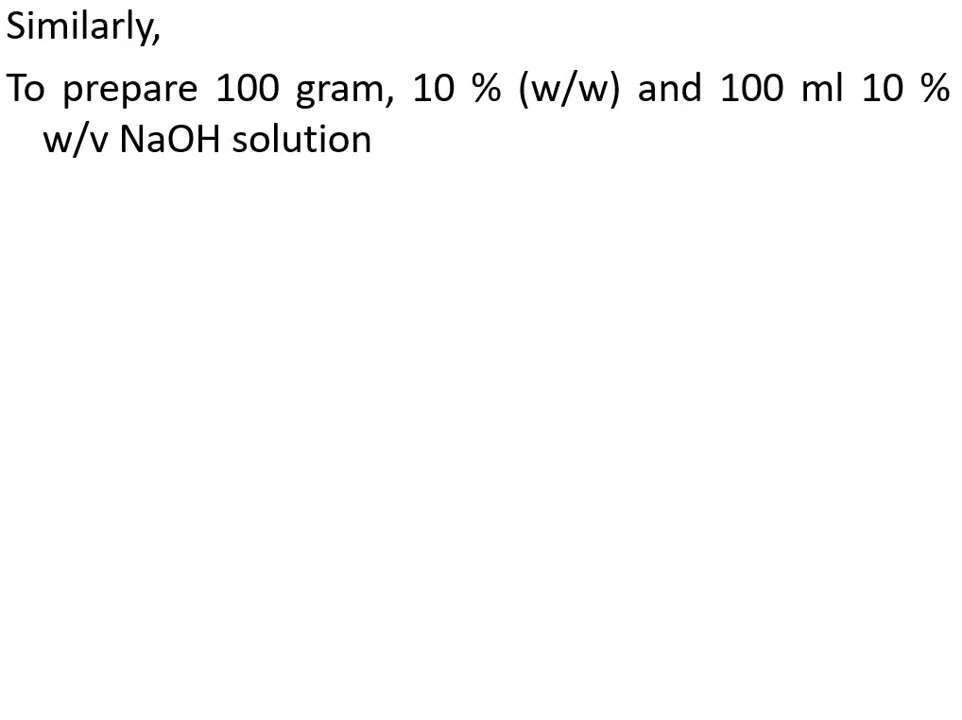 Similarly,
To prepare 100 gram, 10 % (w/w) and 100 ml 10 %
w/v NaOH solution